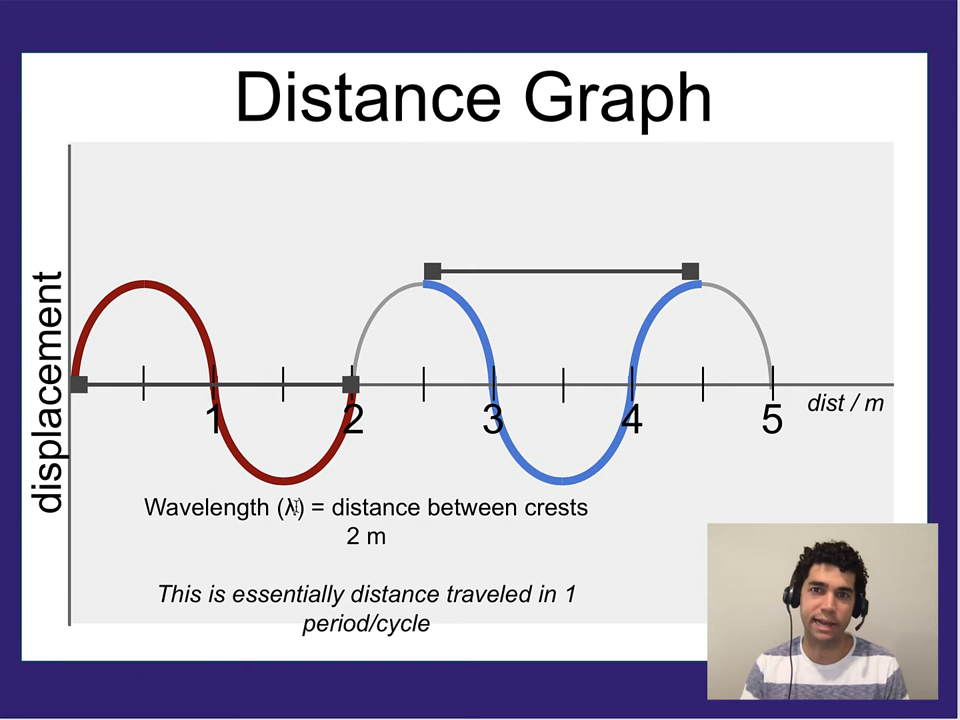 Distance Graph
displacement
1 2 3 4 5
dist / m
Wavelength (λ) = distance between crests
2 m
This is essentially distance traveled in 1
period/cycle